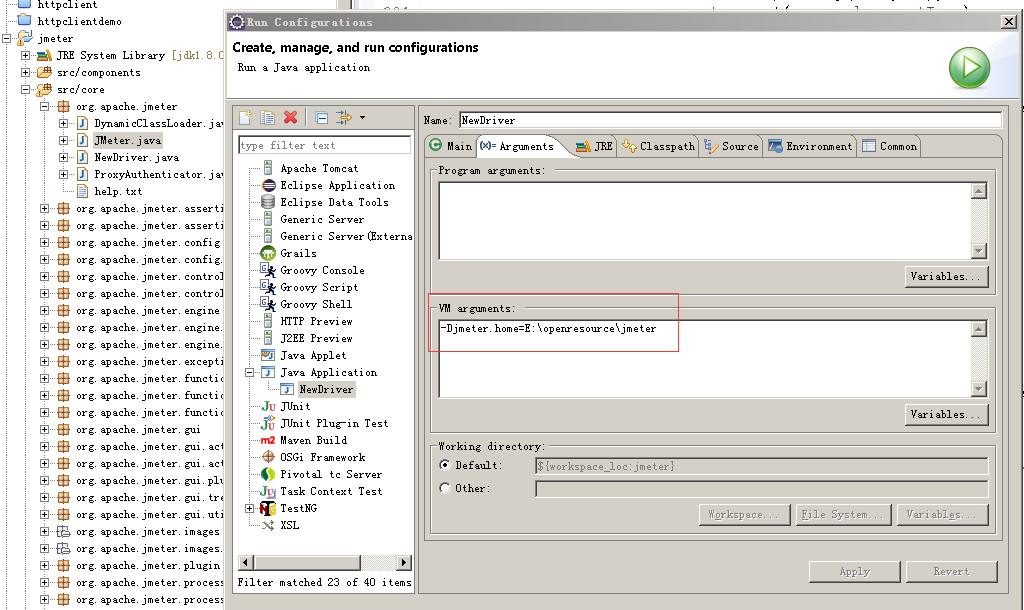 httpclient
httpclientdemo
jmeter
JRE System Library [jdk1.8.0
src/components
src/core
org.apache.jmeter
DynamicClassLoader.jav
JMeter.java
NewDriver.java
ProxyAuthenticator.jav
help.txt
org.apache.jmeter.asserti
org.apache.jmeter.asserti
org.apache.jmeter.config
org.apache.jmeter.config.
org.apache.jmeter.control
org.apache.jmeter.control
org.apache.jmeter.engine
org.apache.jmeter.engine.
org.apache.jmeter.engine.
org.apache.jmeter.excepti
org.apache.jmeter.functio
org.apache.jmeter.functio
org.apache.jmeter.functio
org.apache.jmeter.gui
org.apache.jmeter.gui.act
org.apache.jmeter.gui.act
org.apache.jmeter.gui.plu
org.apache.jmeter.gui.tre
org.apache.jmeter.gui.uti
org.apache.jmeter.images
org.apache.jmeter.images.
org.apache.jmeter.plugin
org.apache.jmeter.process
org.apache.jmeter.process
Run Configurations
Create, manage, and run configurations
Run a Java application
type filter text
Apache Tomcat
Eclipse Application
Eclipse Data Tools
Generic Server
Generic Server(Externa
Grails
Groovy Console
Groovy Script
Groovy Shell
HTTP Preview
J2EE Preview
Java Applet
Java Application
NewDriver
JUnit
JUnit Plug-in Test
Maven Build
OSGi Framework
Pivotal tc Server
Task Context Test
TestNG
XSL
Filter matched 23 of 40 items
Name: NewDriver
Main (x)= Arguments JRE Classpath Source Environment Common
Program arguments:
Variables...
VM arguments:
-Djmeter.home=E:\openresource\jmeter
Variables...
Working directory:
Default: ${workspace_loc:jmeter}
Other:
Workspace... File System... Variables...
Apply Revert